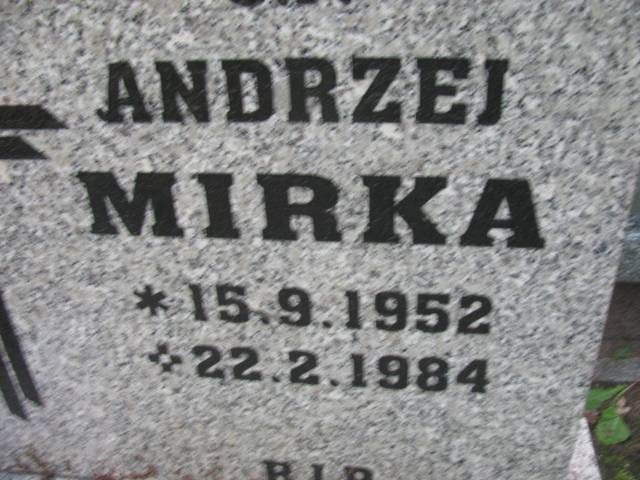 ANDRZEJ
MIRKA
*15.9.1952
✢22.2.1984
R.I.P.